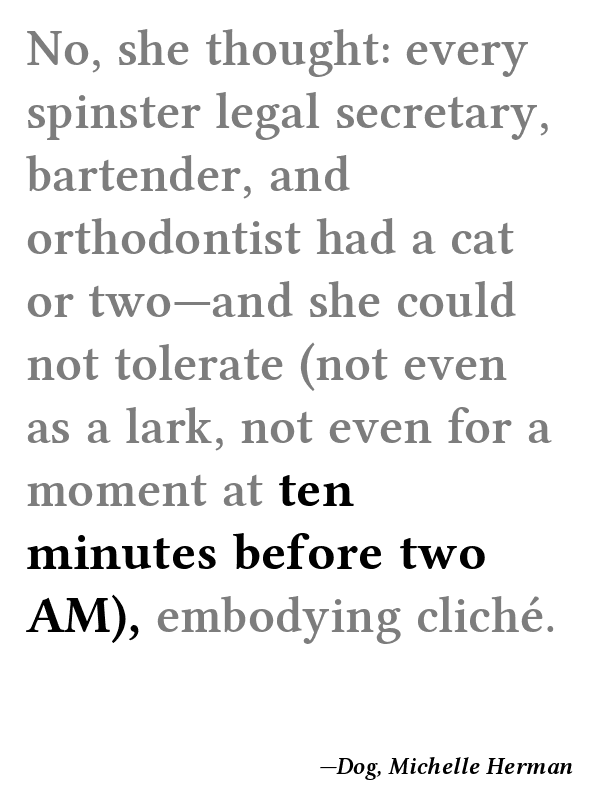 No, she thought: every
spinster legal secretary,
bartender, and
orthodontist had a cat
or two—and she could
not tolerate (not even
as a lark, not even for a
moment at ten
minutes before two
AM), embodying cliché.
—Dog, Michelle Herman